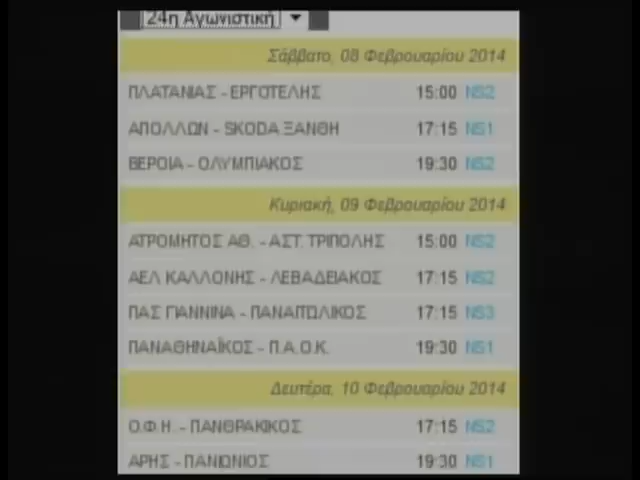 24η Αγωνιστική
Σάββατο, 08 Φεβρουαρίου 2014
ΠΛΑΤΑΝΙΑΣ - ΕΡΓΟΤΕΛΗΣ 15:00 NS2
ΑΠΟΛΛΩΝ - SKODA ΞΑΝΘΗ 17:15 NS1
ΒΕΡΟΙΑ - ΟΛΥΜΠΙΑΚΟΣ 19:30 NS2
Κυριακή, 09 Φεβρουαρίου 2014
ΑΤΡΟΜΗΤΟΣ ΑΘ. - ΑΣΤ. ΤΡΙΠΟΛΗΣ 15:00 NS2
ΑΕΛ ΚΑΛΛΟΝΗΣ - ΛΕΒΑΔΕΙΑΚΟΣ 17:15 NS2
ΠΑΣ ΓΙΑΝΝΙΝΑ - ΠΑΝΑΙΤΩΛΙΚΟΣ 17:15 NS3
ΠΑΝΑΘΗΝΑΪΚΟΣ - Π.Α.Ο.Κ. 19:30 NS1
Δευτέρα, 10 Φεβρουαρίου 2014
Ο.Φ.Η. - ΠΑΝΘΡΑΚΙΚΟΣ 17:15 NS2
ΑΡΗΣ - ΠΑΝΙΩΝΙΟΣ 19:30 NS1